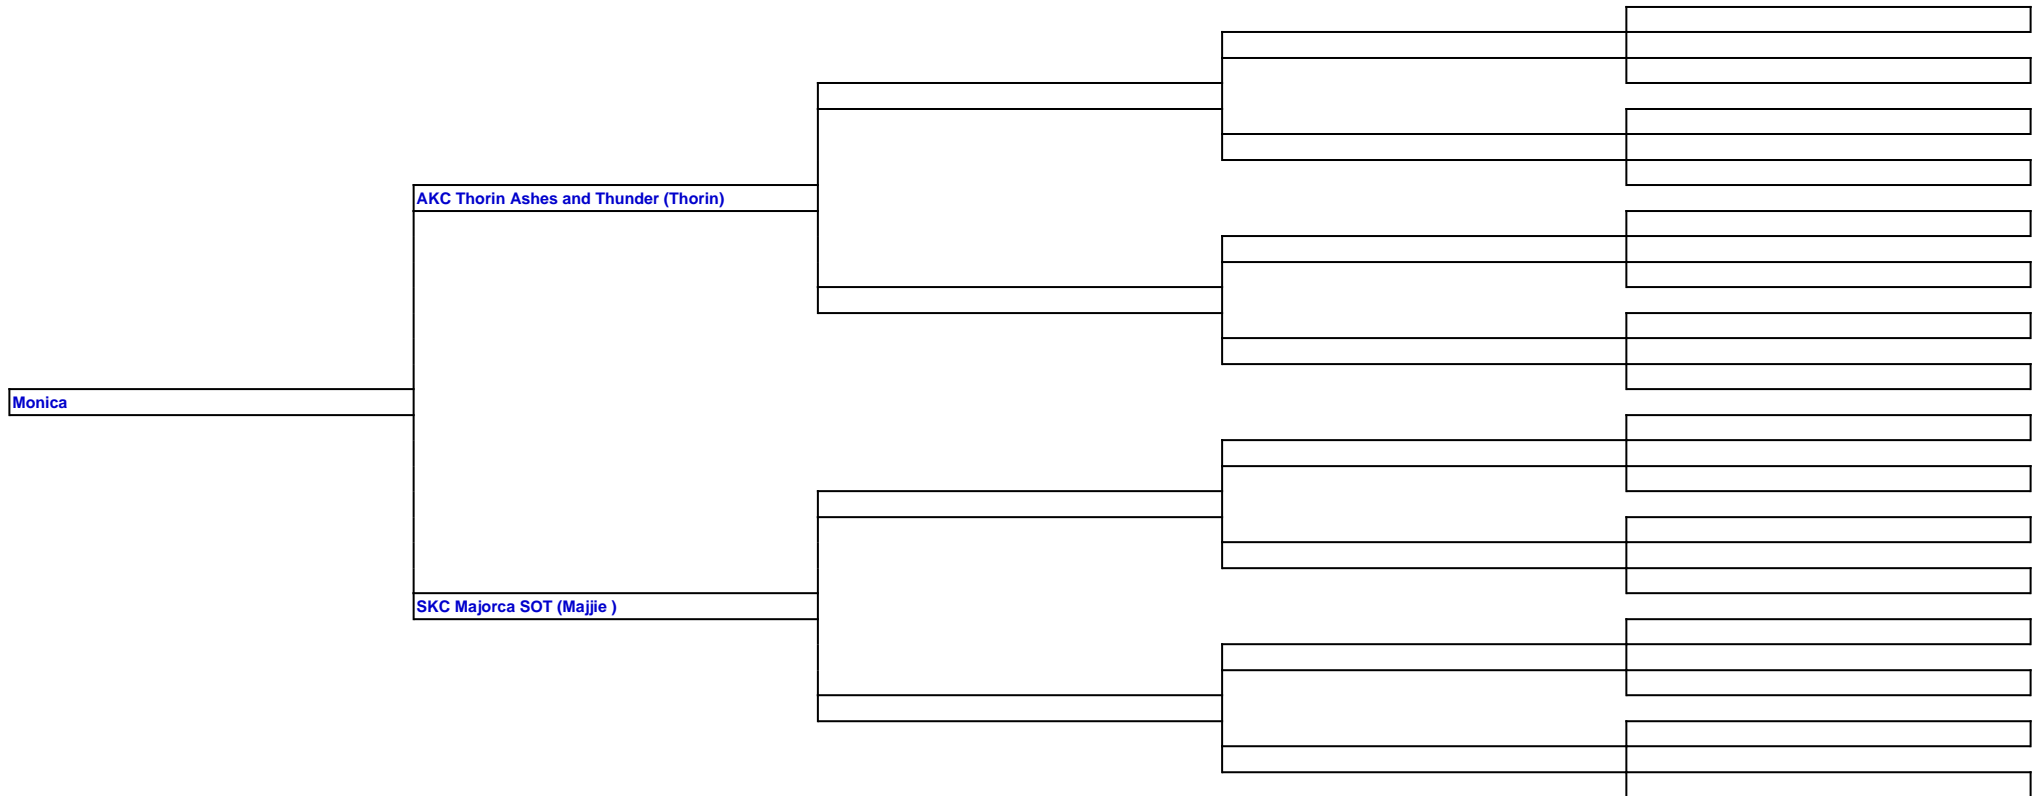 AKC Thorin Ashes and Thunder (Thorin)
Monica
SKC Majorca SOT (Majjie )